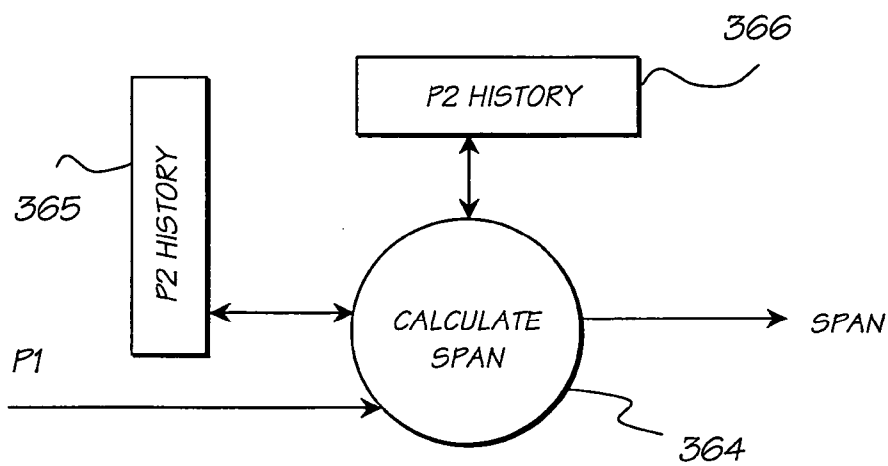 366
P2 HISTORY
365
P2 HISTORY
CALCULATE
SPAN
SPAN
P1
364